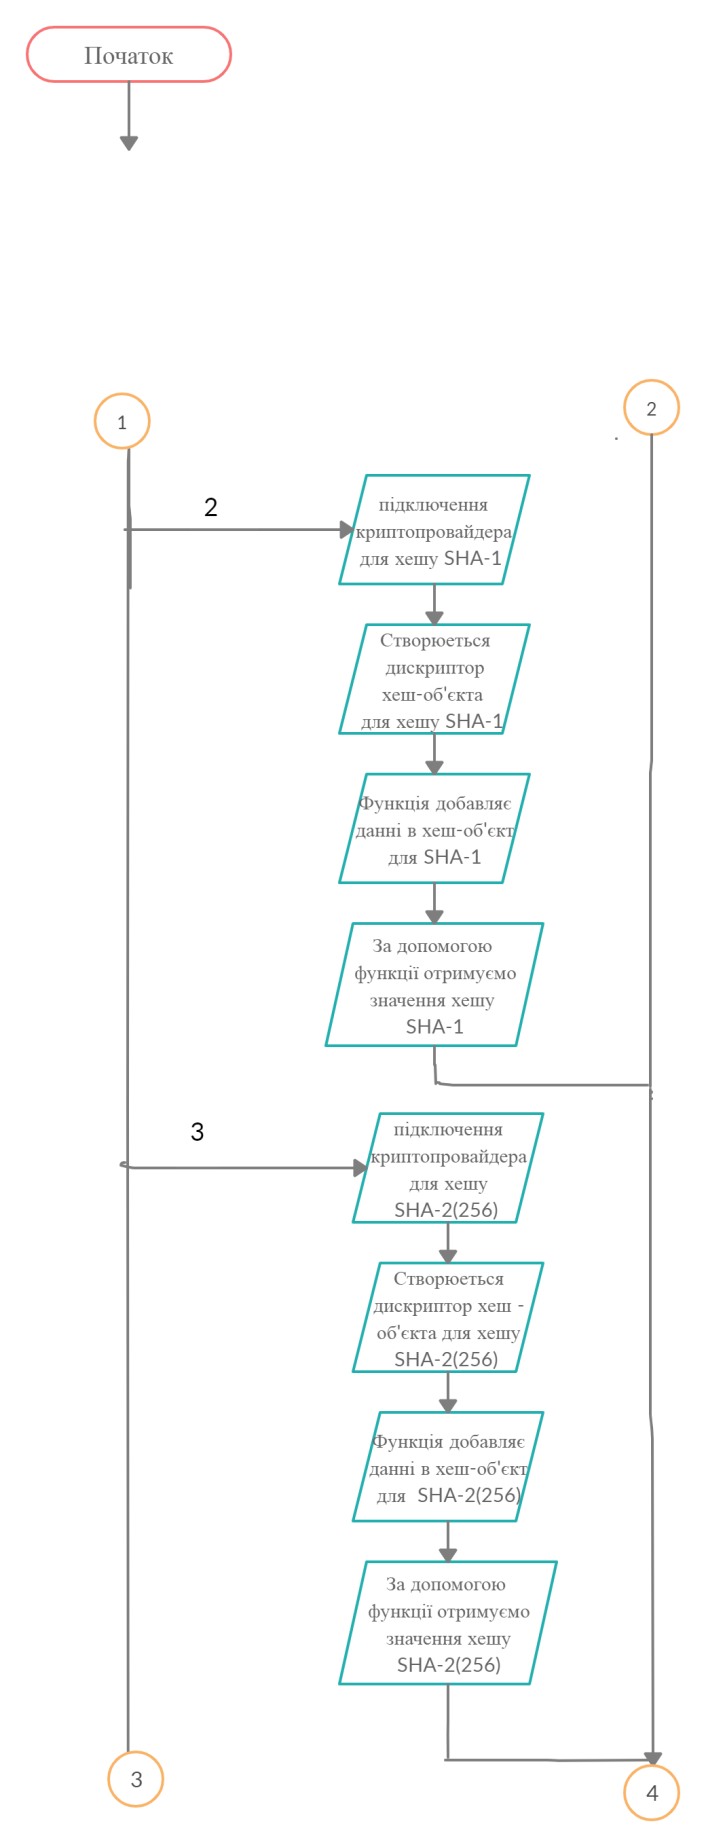 Початок
1
2
2
підключення
криптопровайдера
для хешу SHA-1
Створюеться
дискриптор
хеш-об'єкта
для хешу SHA-1
Функція добавляє
данні в хеш-об'єкт
для SHA-1
За допомогою
функції отримуємо
значення хешу
SHA-1
3
підключення
криптопровайдера
для хешу
SHA-2(256)
Створюеться
дискриптор хеш -
об'єкта для хешу
SHA-2(256)
Функція добавляє
данні в хеш-об'єкт
для SHA-2(256)
За допомогою
функції отримуємо
значення хешу
SHA-2(256)
3
4